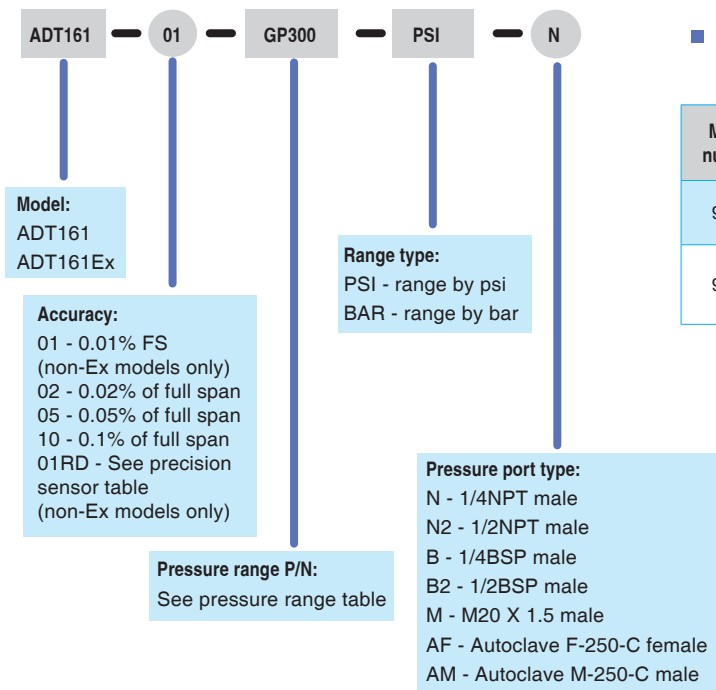 ADT161 01 GP300 PSI N
Model:
ADT161
ADT161Ex
Accuracy:
01 - 0.01% FS
(non-Ex models only)
02 - 0.02% of full span
05 - 0.05% of full span
10 - 0.1% of full span
01RD - See precision
sensor table
(non-Ex models only)
Pressure range P/N:
See pressure range table
Range type:
PSI - range by psi
BAR - range by bar
Pressure port type:
N - 1/4NPT male
N2 - 1/2NPT male
B - 1/4BSP male
B2 - 1/2BSP male
M - M20 X 1.5 male
AF - Autoclave F-250-C female
AM - Autoclave M-250-C male